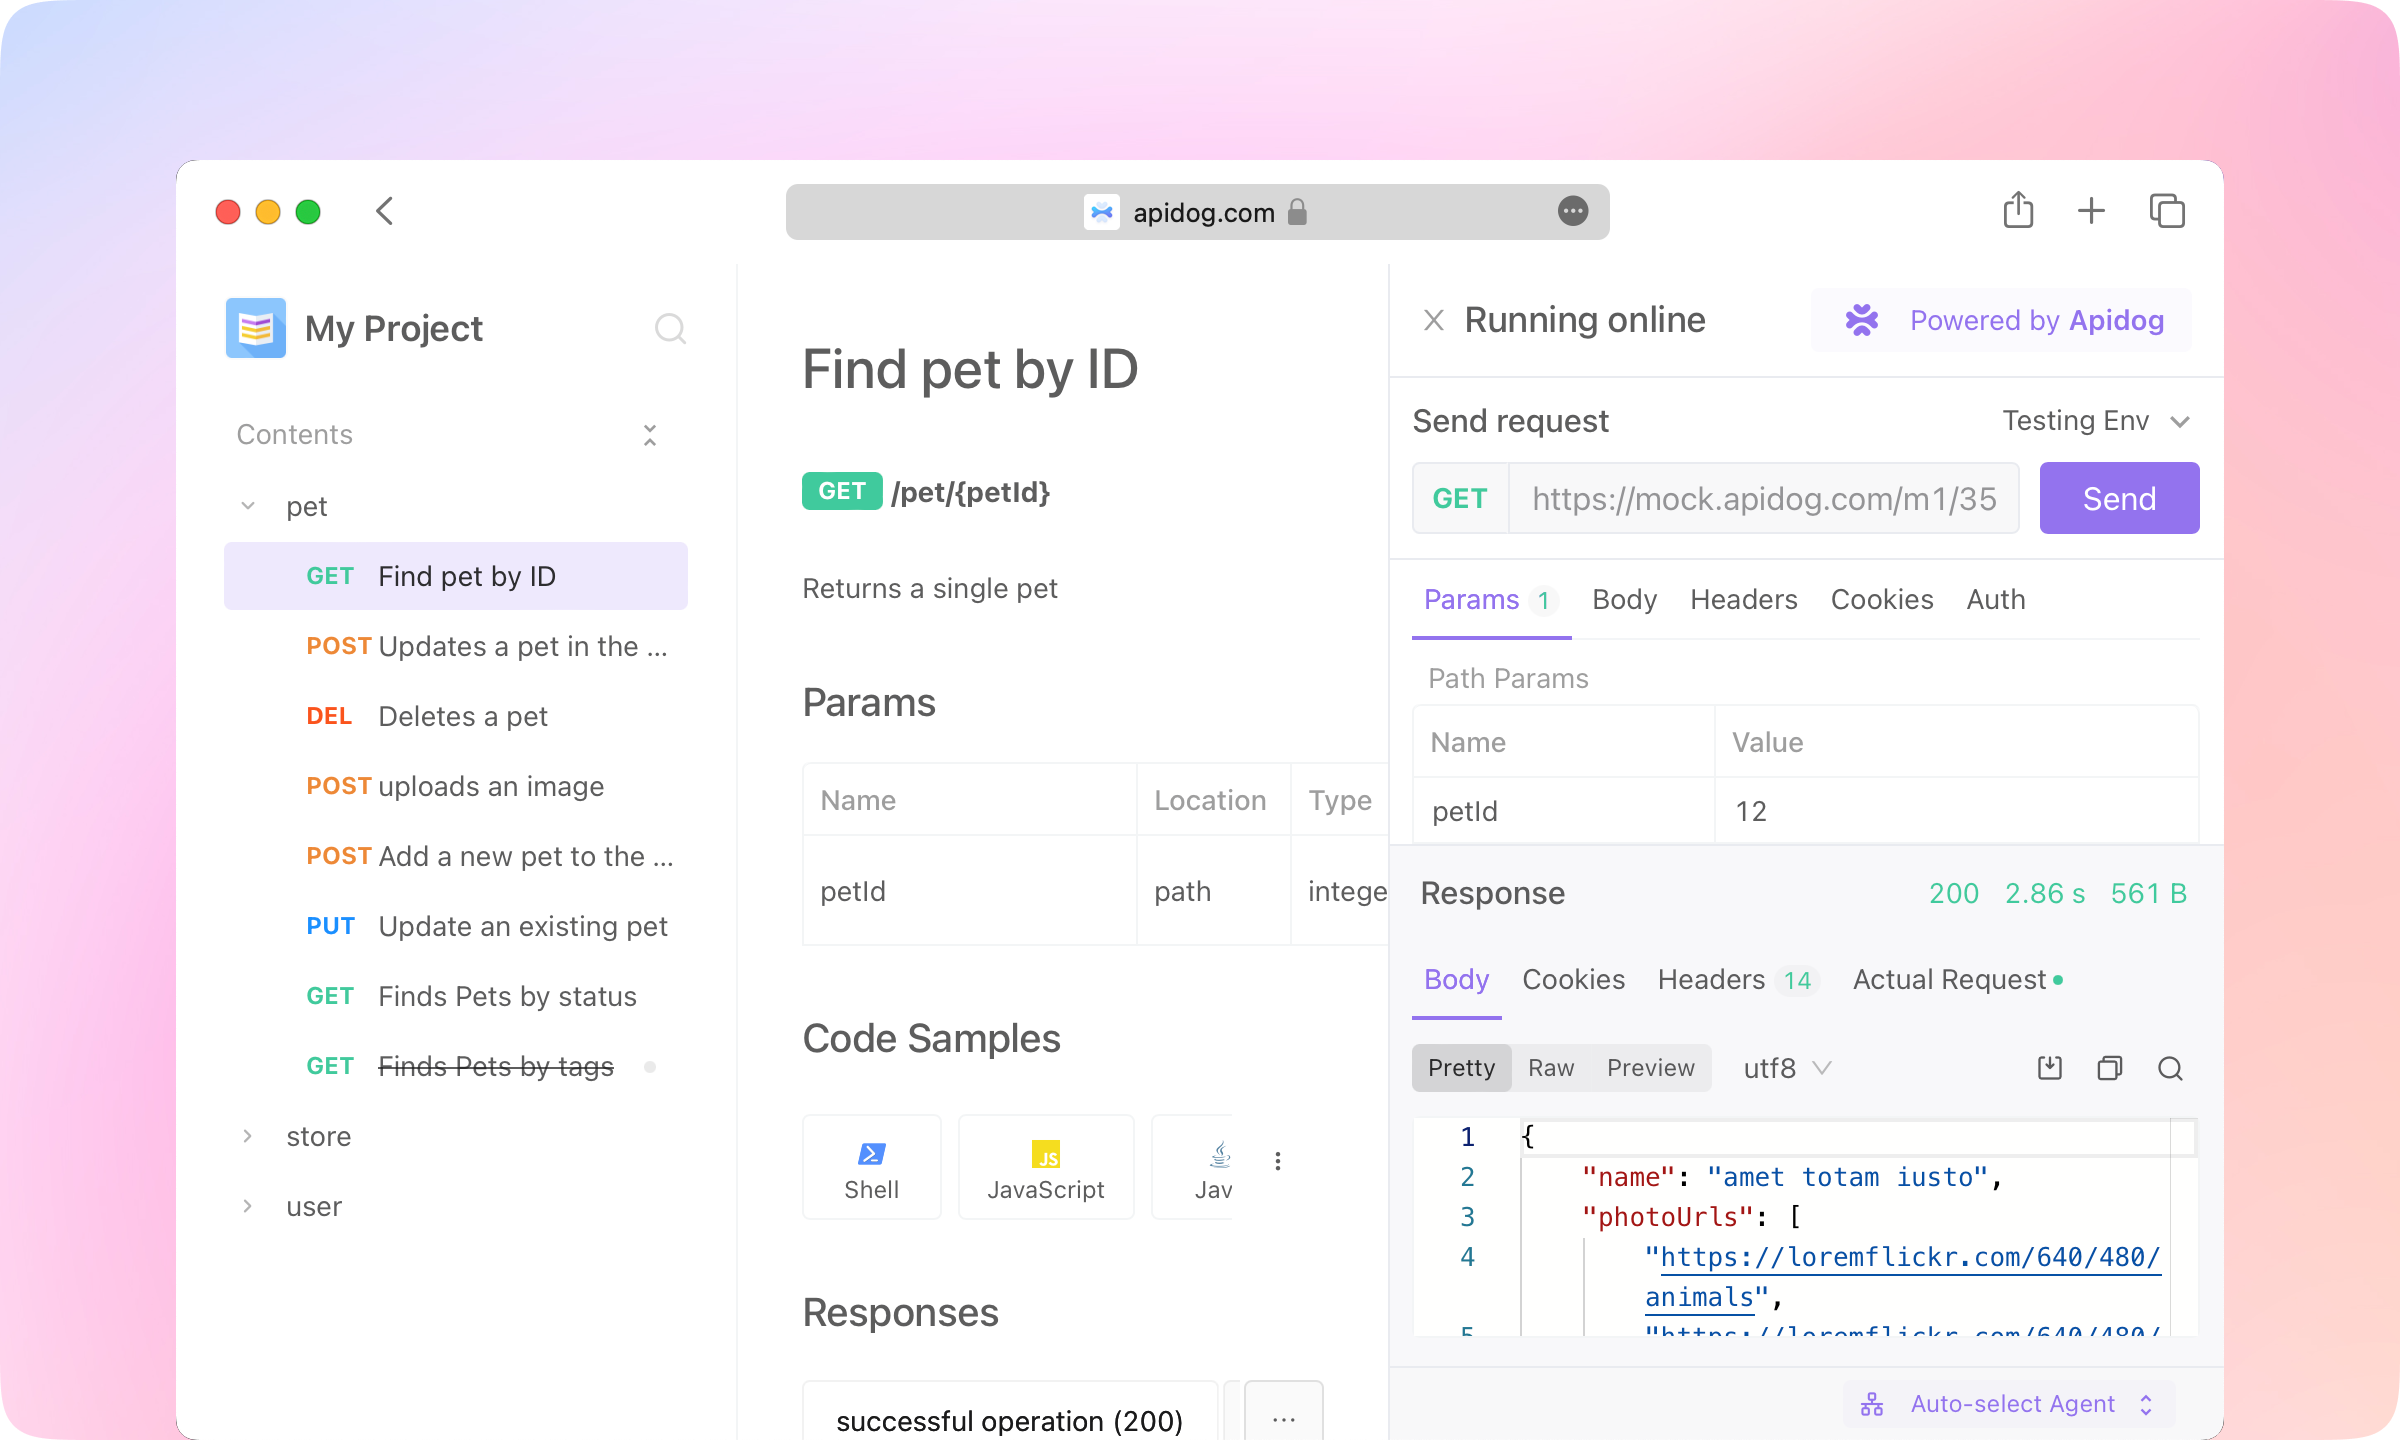 apidog.com
My Project
Contents
pet
GET Find pet by ID
POST Updates a pet in the ...
DEL Deletes a pet
POST uploads an image
POST Add a new pet to the ...
PUT Update an existing pet
GET Finds Pets by status
GET Finds Pets by tags
store
user
Find pet by ID
GET /pet/{petId}
Returns a single pet
Params
Name Location Type
petId path intege
Code Samples
JS
Shell JavaScript Jav
Responses
successful operation (200) ...
Running online
Powered by Apidog
Send request Testing Env
GET https://mock.apidog.com/m1/35 Send
Params 1 Body Headers Cookies Auth
Path Params
Name Value
petId 12
Response 200 2.86 s 561 B
Body Cookies Headers 14 Actual Request
Pretty Raw Preview utf8
1 {
2 "name": "amet totam iusto",
3 "photoUrls": [
4 "https://loremflickr.com/640/480/
animals",
5 "https://loremflickr.com/640/480/
Auto-select Agent